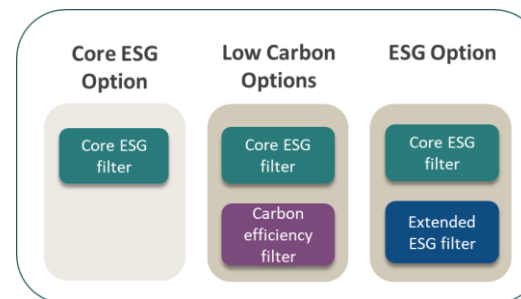 Core ESG
Option
Low Carbon
Options
ESG Option
Core ESG
filter
Core ESG
filter
Core ESG
filter
Carbon
efficiency
filter
Extended
ESG filter